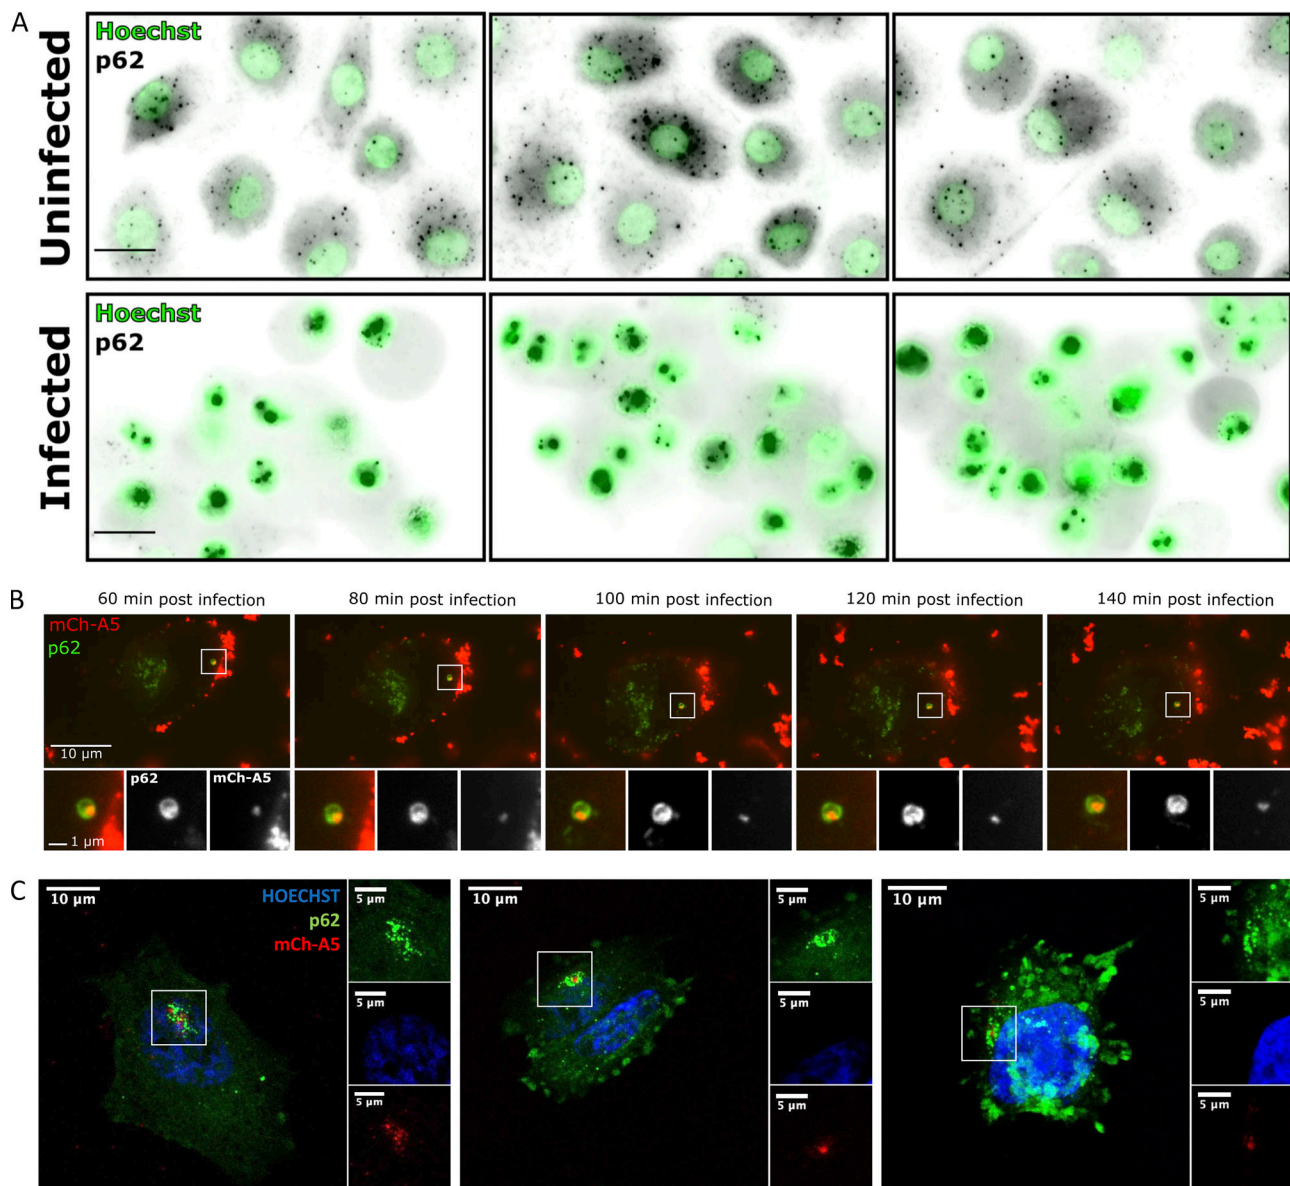 A
Uninfected
Hoechst
p62
Infected
Hoechst
p62
B
60 min post infection
80 min post infection
100 min post infection
120 min post infection
140 min post infection
mCh-A5
p62
10 µm
p62
mCh-A5
1 µm
C
10 µm
HOECHST
p62
mCh-A5
5 µm
5 µm
5 µm
10 µm
5 µm
5 µm
5 µm
10 µm
5 µm
5 µm
5 µm